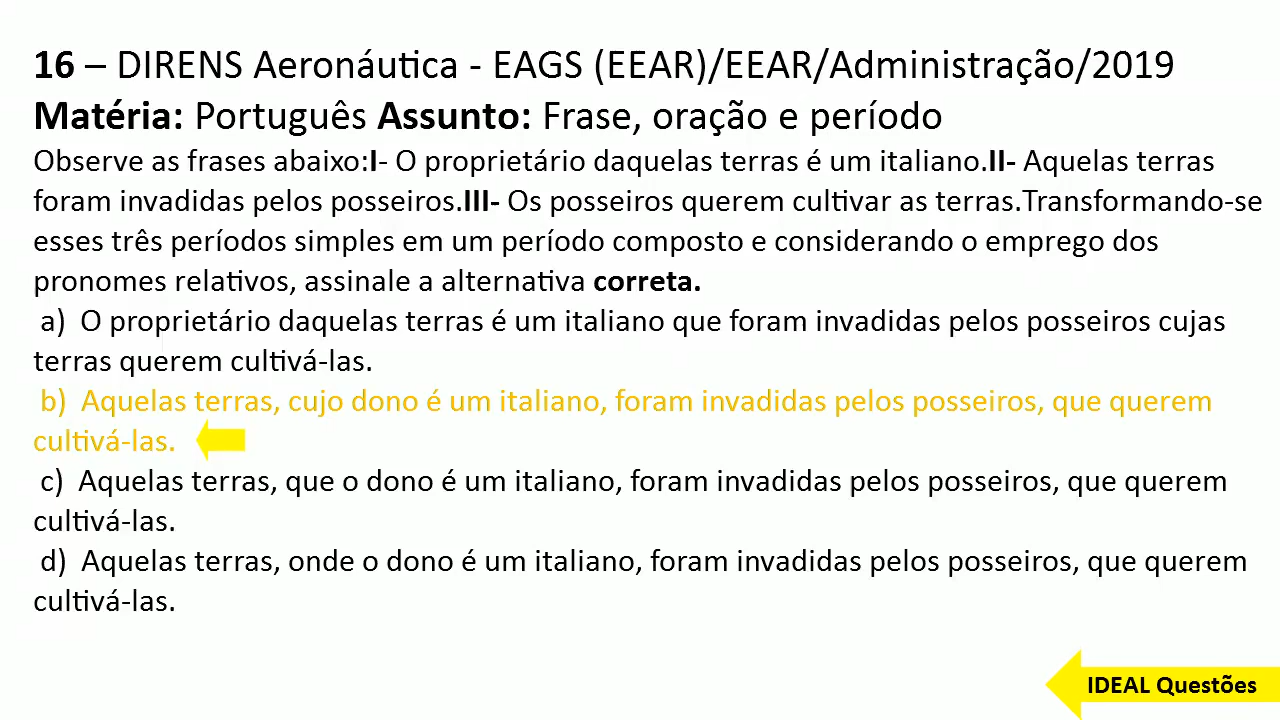 16 – DIRENS Aeronáutica - EAGS (EEAR)/EEAR/Administração/2019
Matéria: Português Assunto: Frase, oração e período
Observe as frases abaixo:I- O proprietário daquelas terras é um italiano.II- Aquelas terras
foram invadidas pelos posseiros.III- Os posseiros querem cultivar as terras.Transformando-se
esses três períodos simples em um período composto e considerando o emprego dos
pronomes relativos, assinale a alternativa correta.
a) O proprietário daquelas terras é um italiano que foram invadidas pelos posseiros cujas
terras querem cultivá-las.
b) Aquelas terras, cujo dono é um italiano, foram invadidas pelos posseiros, que querem
cultivá-las.
c) Aquelas terras, que o dono é um italiano, foram invadidas pelos posseiros, que querem
cultivá-las.
d) Aquelas terras, onde o dono é um italiano, foram invadidas pelos posseiros, que querem
cultivá-las.
IDEAL Questões